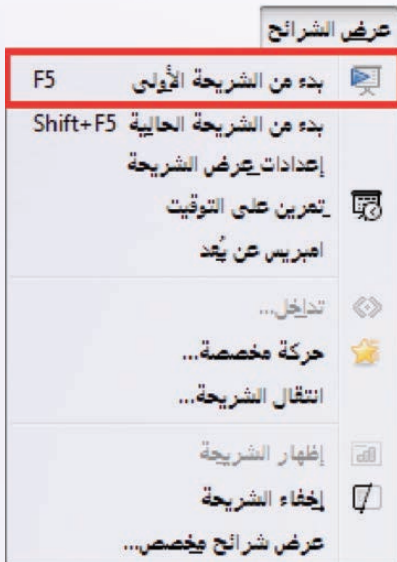 عرض الشرائح
بدء من الشريحة الأولى F5
بدء من الشريحة الحالية Shift+F5
إعدادات عرض الشريحة
تمرين على التوقيت
امبريس عن بُعد
تداخل...
حركة مخصصة...
انتقال الشريحة...
إظهار الشريحة
إخفاء الشريحة
عرض شرائح مخصص...